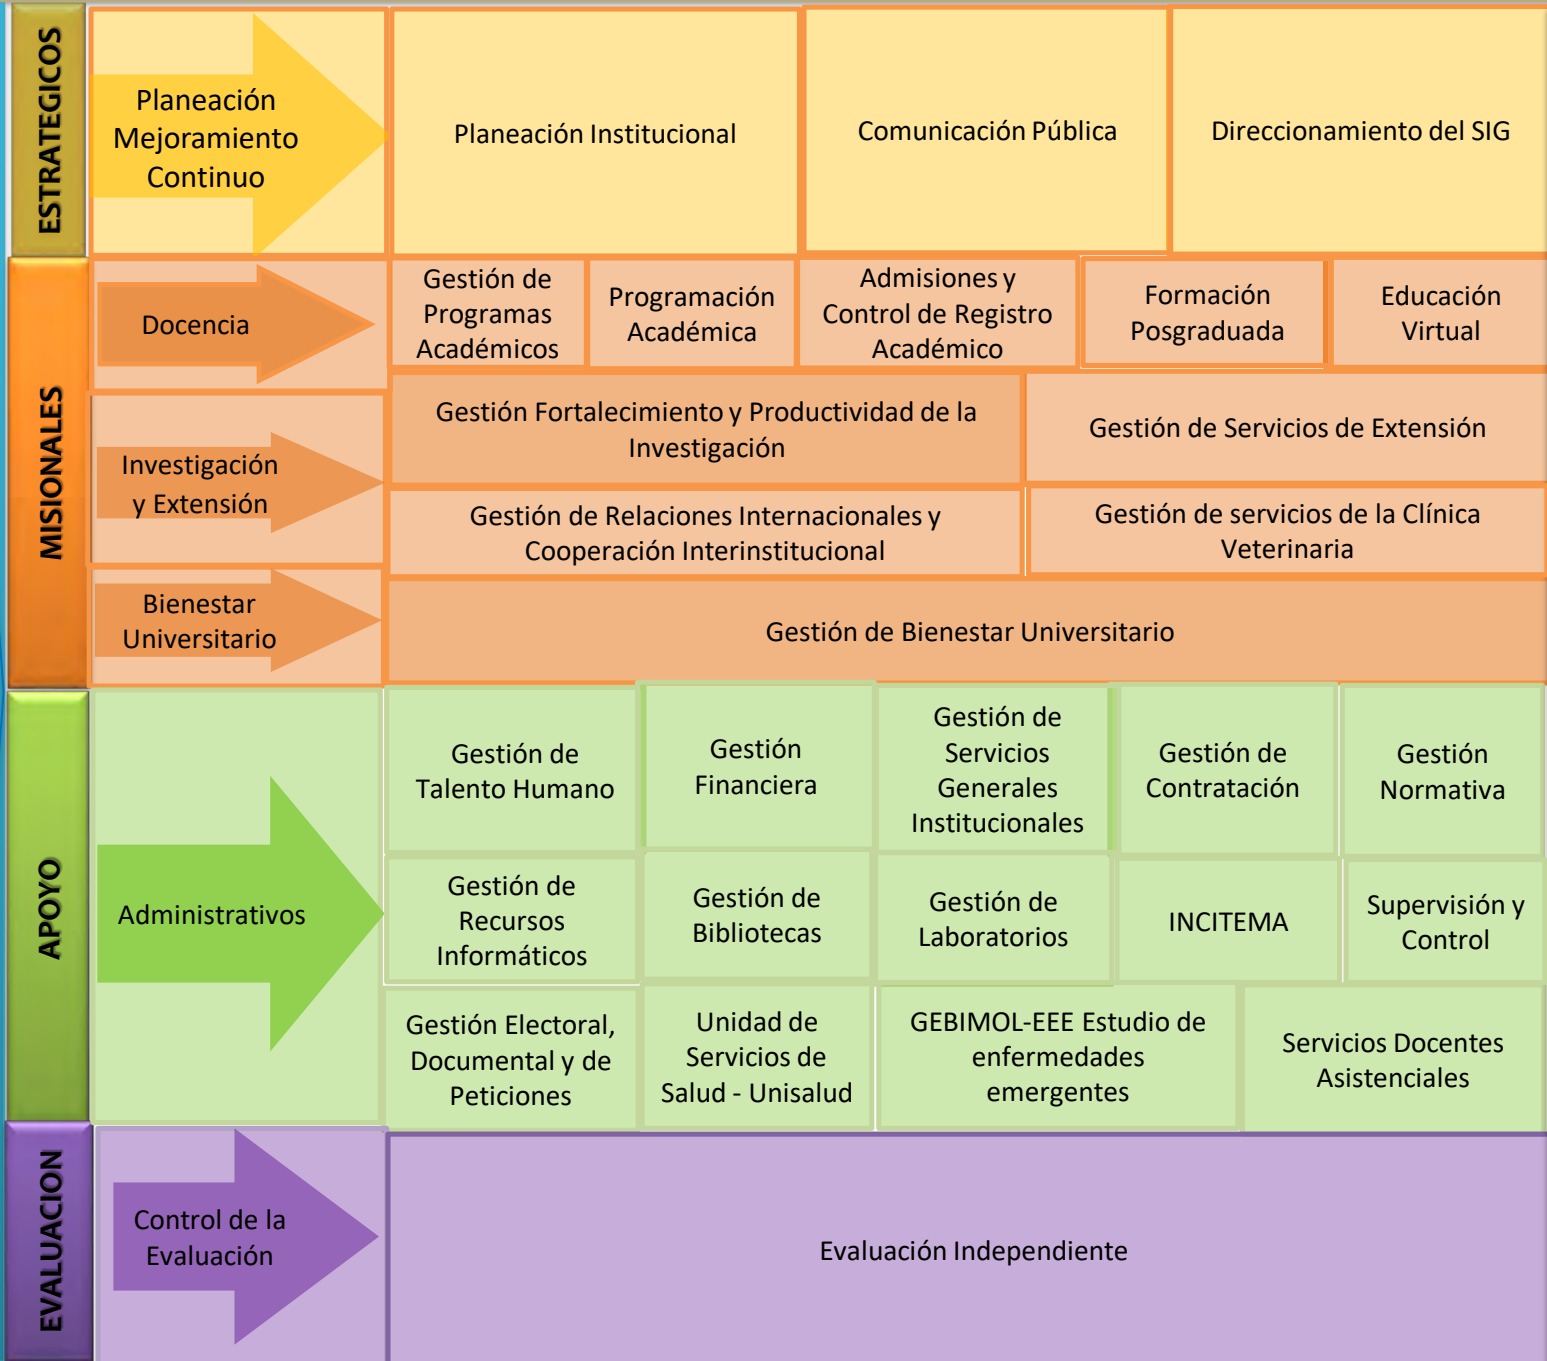 ESTRATEGICOS
Planeación
Mejoramiento
Continuo
Planeación Institucional
Comunicación Pública
Direccionamiento del SIG
MISIONALES
Docencia
Gestión de
Programas
Académicos
Programación
Académica
Admisiones y
Control de Registro
Académico
Formación
Posgraduada
Educación
Virtual
Investigación
y Extensión
Gestión Fortalecimiento y Productividad de la
Investigación
Gestión de Servicios de Extensión
Gestión de Relaciones Internacionales y
Cooperación Interinstitucional
Gestión de servicios de la Clínica
Veterinaria
Bienestar
Universitario
Gestión de Bienestar Universitario
APOYO
Administrativos
Gestión de
Talento Humano
Gestión
Financiera
Gestión de
Servicios
Generales
Institucionales
Gestión de
Contratación
Gestión
Normativa
Gestión de
Recursos
Informáticos
Gestión de
Bibliotecas
Gestión de
Laboratorios
INCITEMA
Supervisión y
Control
Gestión Electoral,
Documental y de
Peticiones
Unidad de
Servicios de
Salud - Unisalud
GEBIMOL-EEE Estudio de
enfermedades
emergentes
Servicios Docentes
Asistenciales
EVALUACION
Control de la
Evaluación
Evaluación Independiente